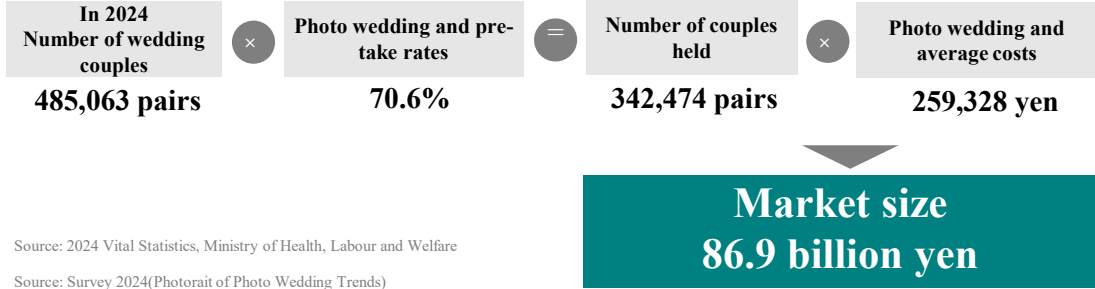 In 2024
Number of wedding
couples
×
Photo wedding and pre-
take rates
=
Number of couples
held
×
Photo wedding and
average costs
485,063 pairs
70.6%
342,474 pairs
259,328 yen
Market size
86.9 billion yen
Source: 2024 Vital Statistics, Ministry of Health, Labour and Welfare
Source: Survey 2024(Photorait of Photo Wedding Trends)